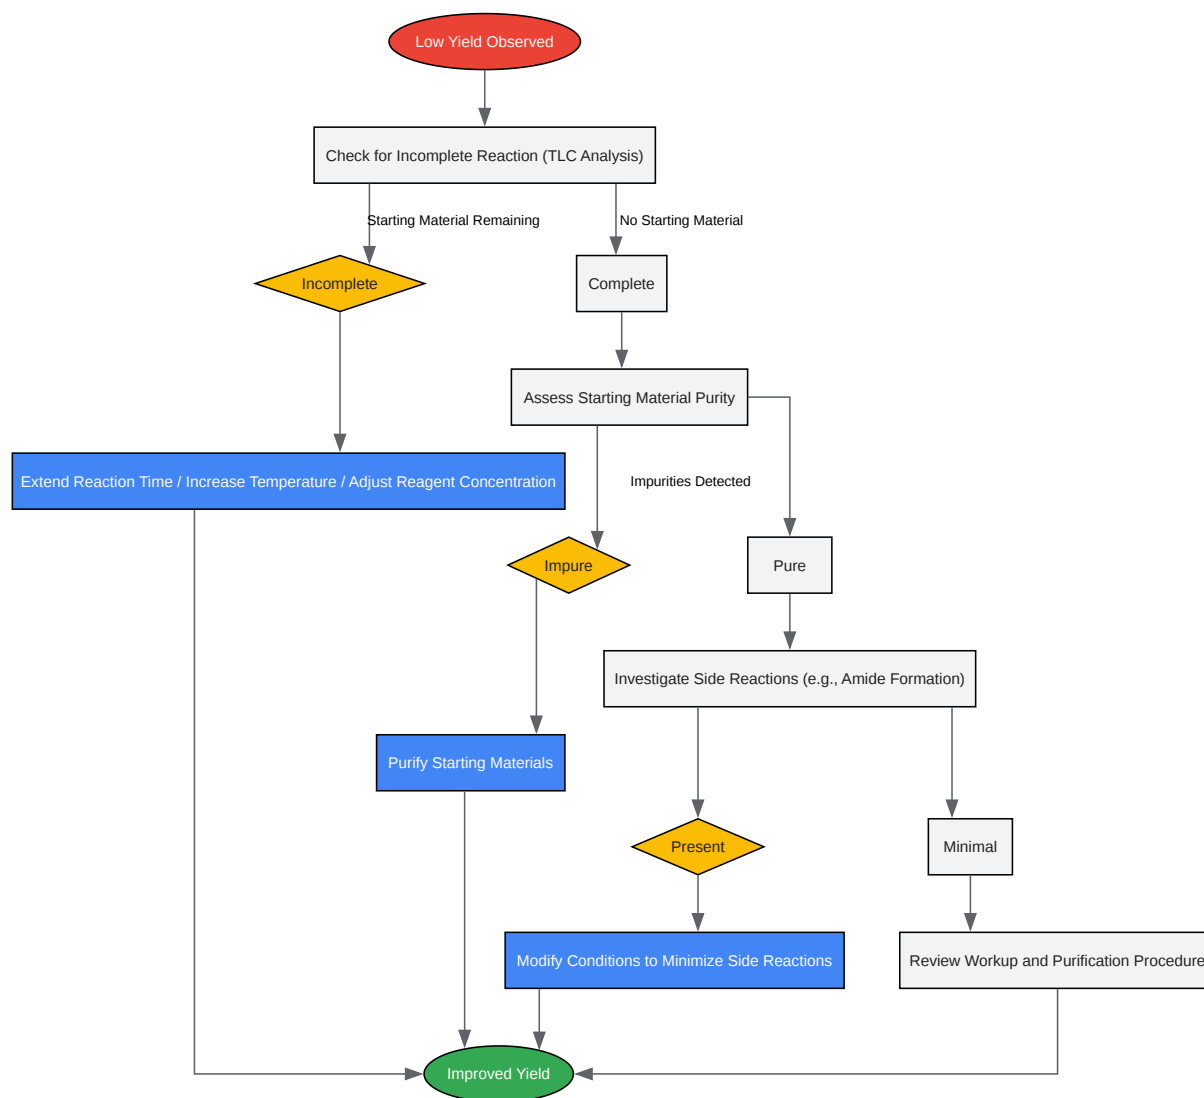 Low Yield Observed
Check for Incomplete Reaction (TLC Analysis)
Starting Material Remaining
No Starting Material
Incomplete
Complete
Assess Starting Material Purity
Extend Reaction Time / Increase Temperature / Adjust Reagent Concentration
Impurities Detected
Impure
Pure
Investigate Side Reactions (e.g., Amide Formation)
Purify Starting Materials
Present
Minimal
Modify Conditions to Minimize Side Reactions
Review Workup and Purification Procedure
Improved Yield